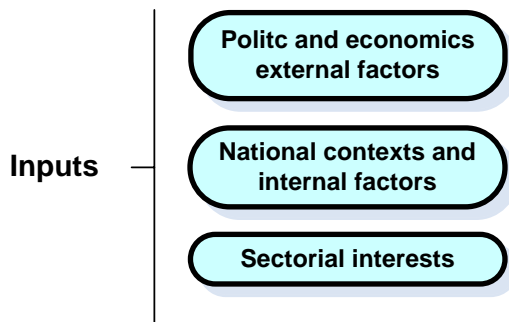 Politc and economics
external factors
Inputs
National contexts and
internal factors
Sectorial interests